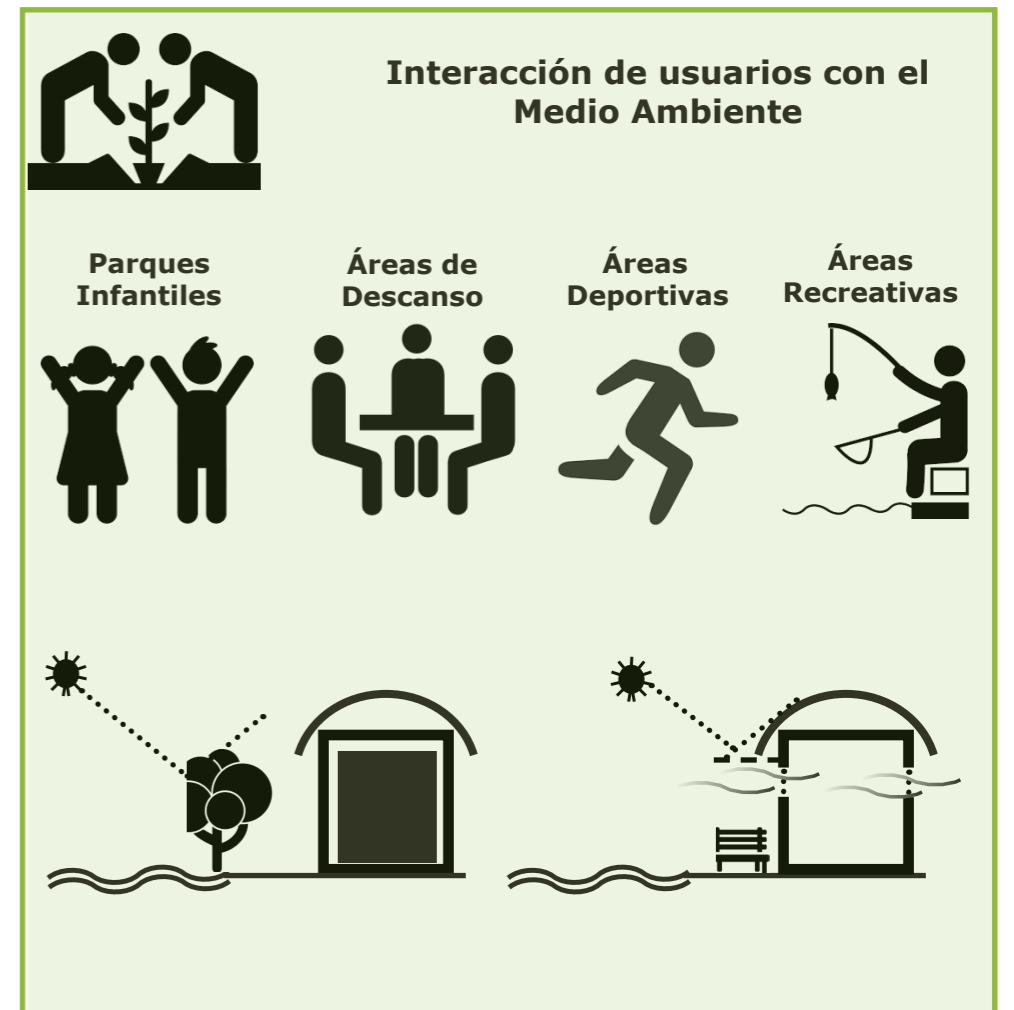 Interacción de usuarios con el
Medio Ambiente
Parques
Infantiles
Áreas de
Descanso
Áreas
Deportivas
Áreas
Recreativas